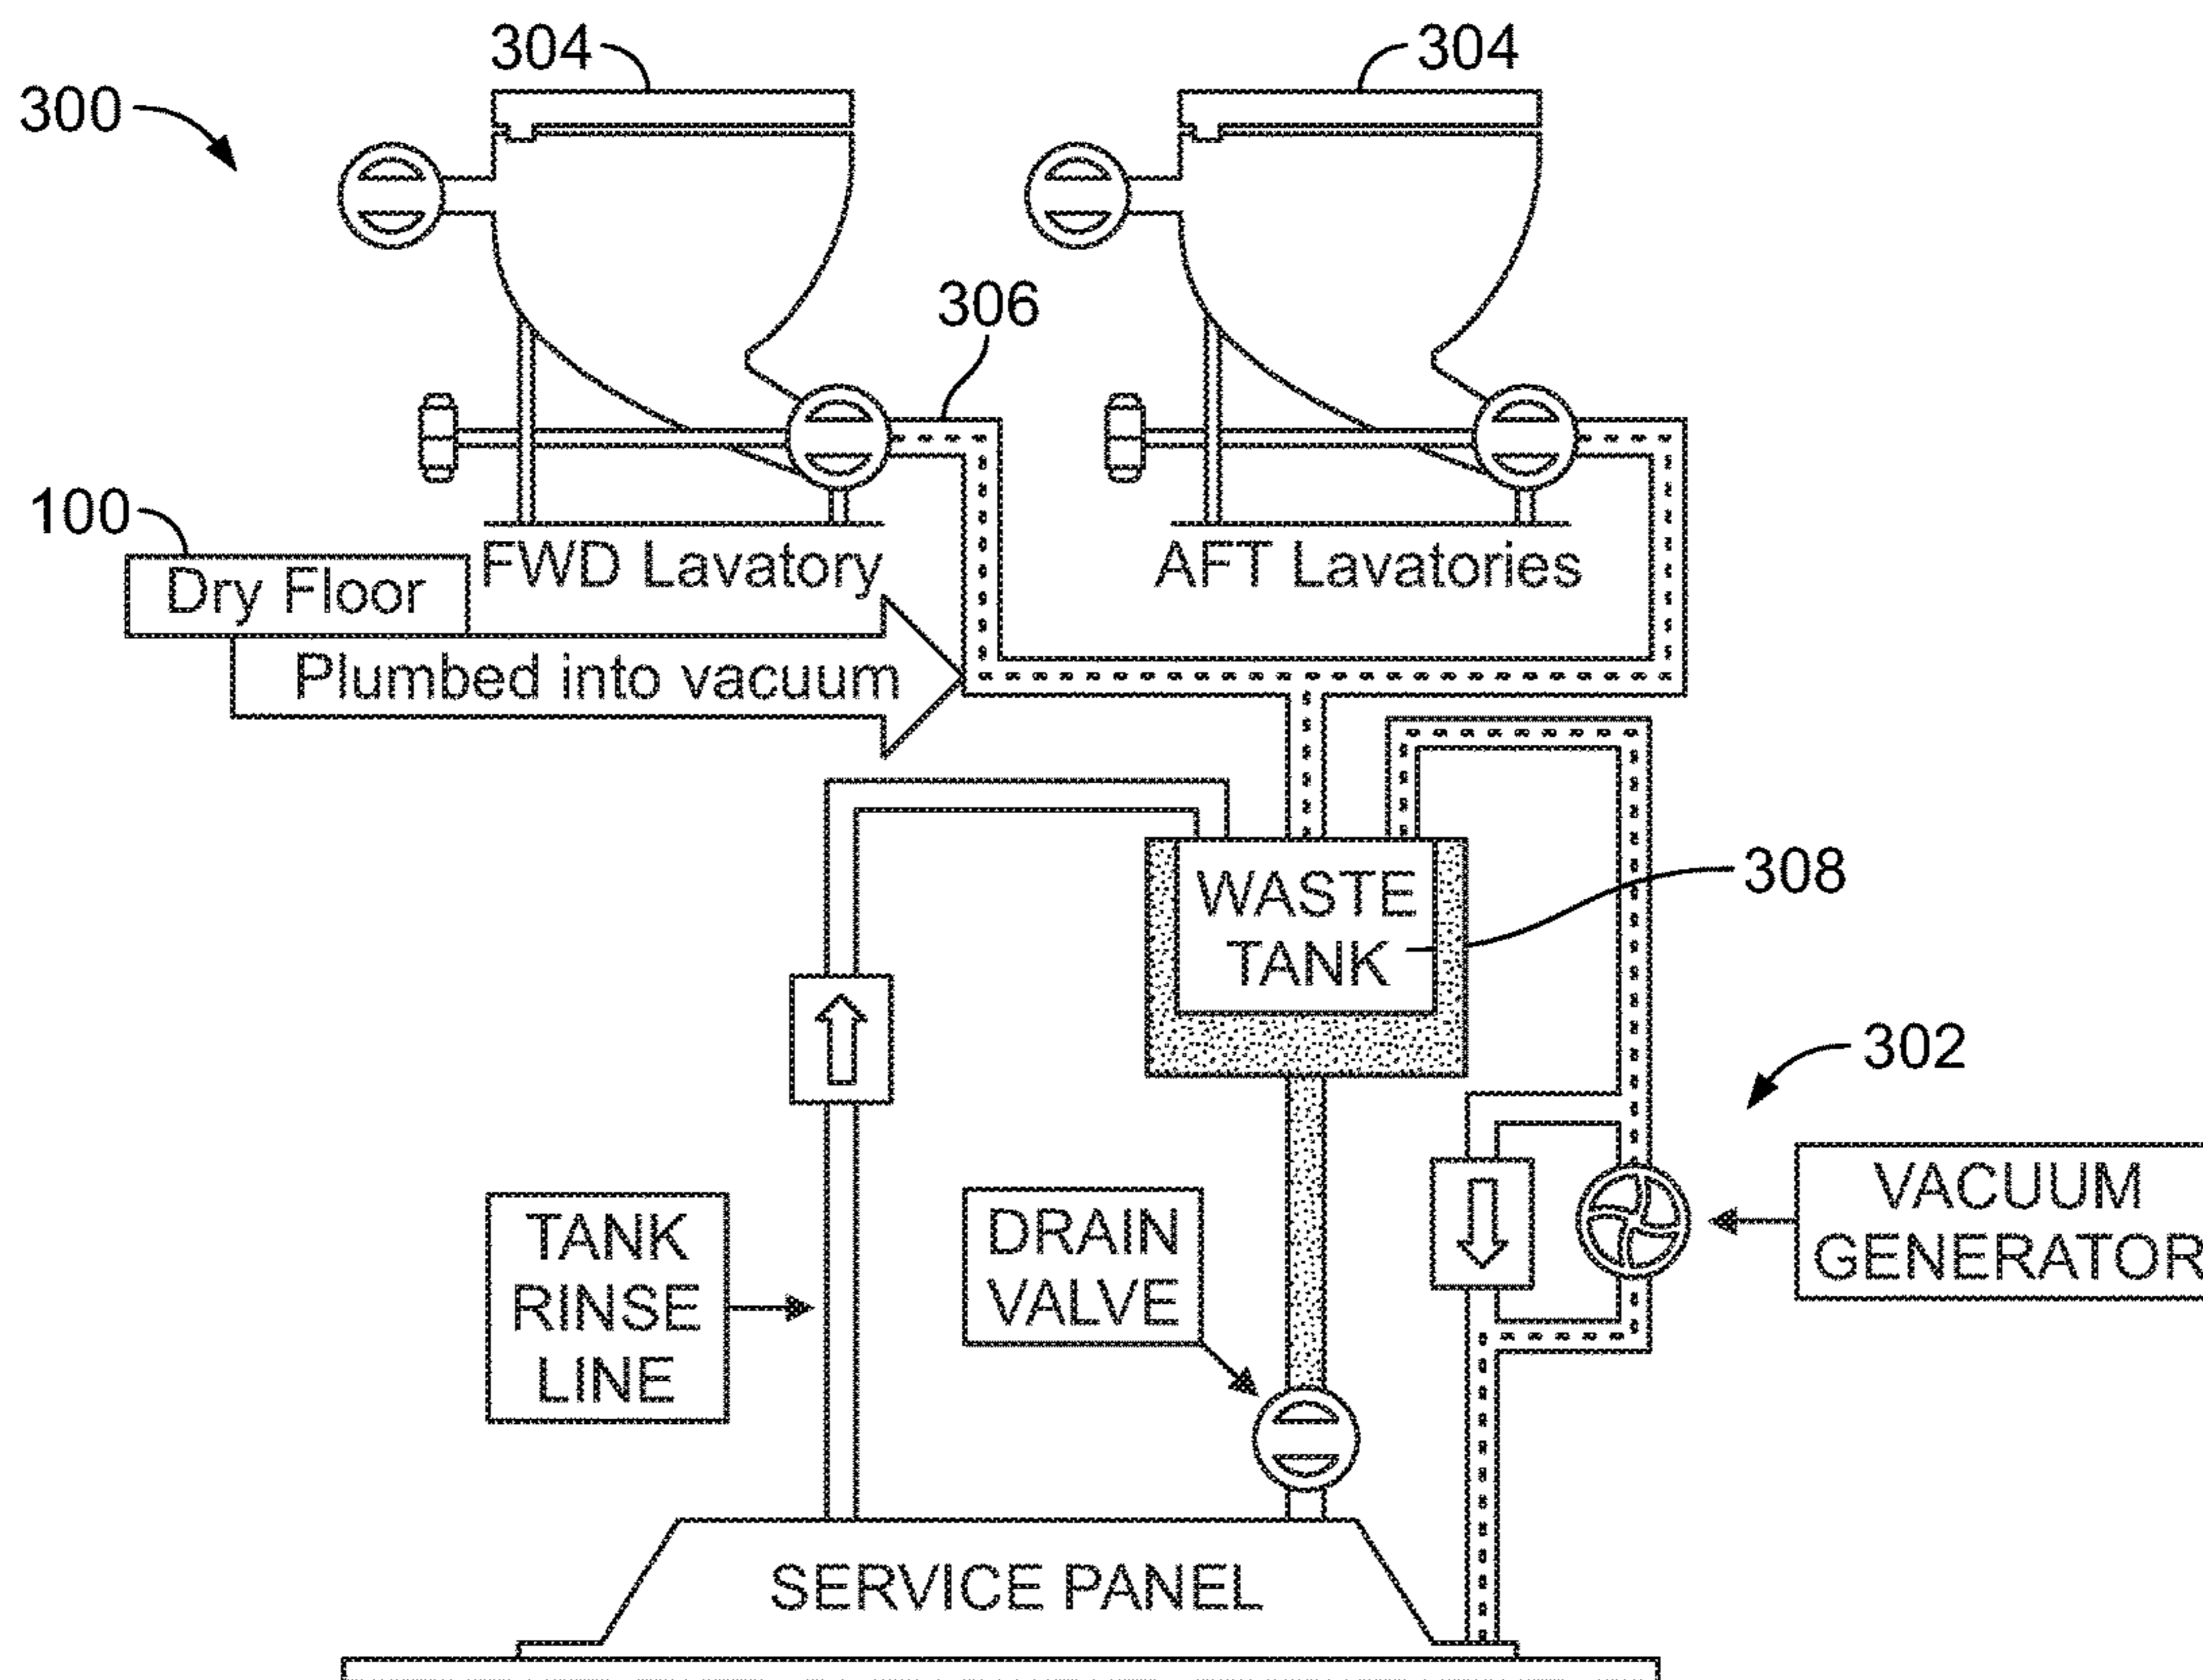 304
304
300
306
100
Dry Floor
FWD Lavatory
AFT Lavatories
Plumbed into vacuum
WASTE
TANK
308
302
VACUUM
GENERATOR
TANK
RINSE
LINE
DRAIN
VALVE
SERVICE PANEL